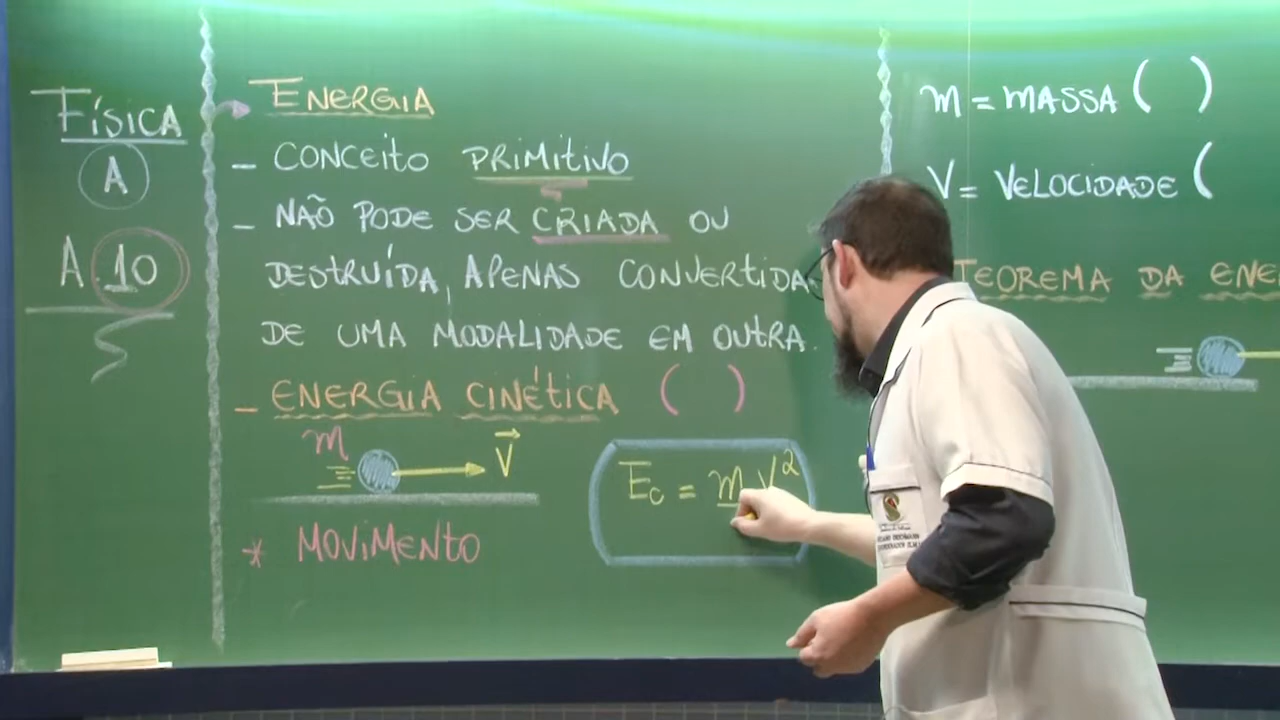 FÍSICA
A
A 10
ENERGIA
- CONCEITO PRIMITIVO
- NÃO PODE SER CRIADA OU
DESTRUÍDA, APENAS CONVERTIDA
DE UMA MODALIDADE EM OUTRA.
- ENERGIA CINÉTICA ( )
m
V
* MOVIMENTO
Ec = mV²
m = MASSA ( )
V = VELOCIDADE (
TEOREMA DA ENE